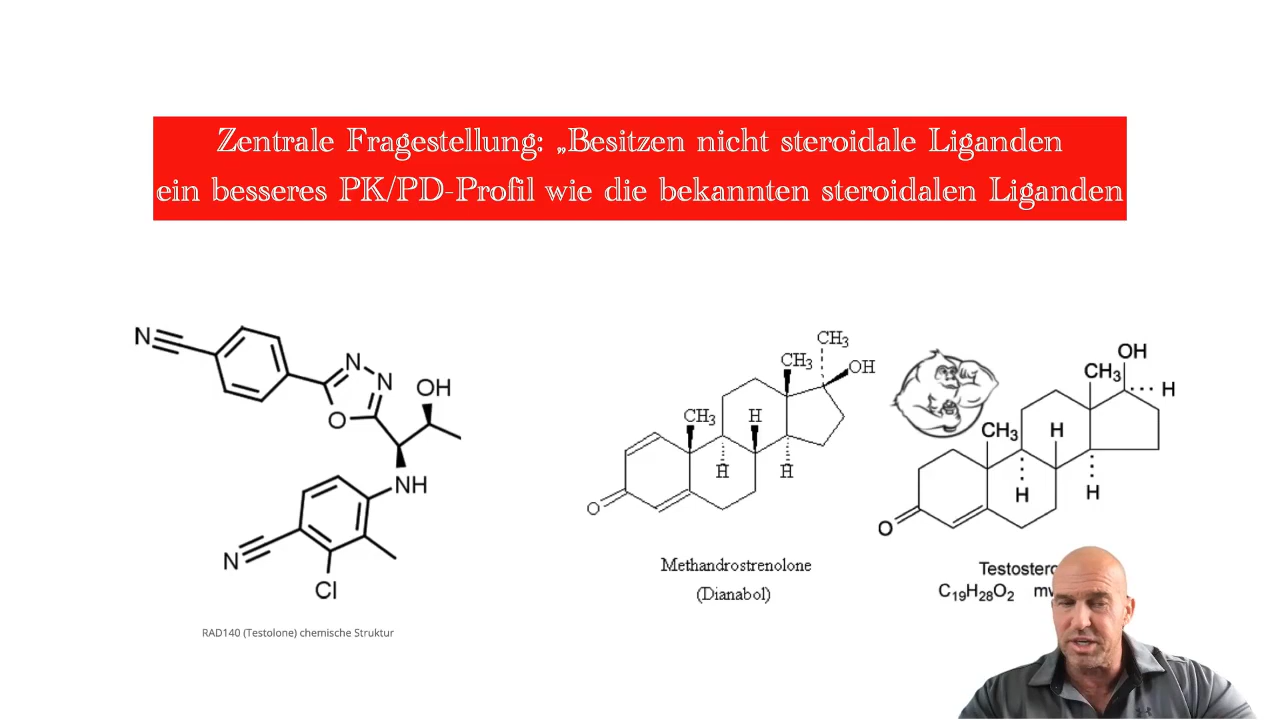 Zentrale Fragestellung: „Besitzen nicht steroidale Liganden
ein besseres PK/PD-Profil wie die bekannten steroidalen Liganden
N
N
N
O
OH
NH
N
Cl
RAD140 (Testolone) chemische Struktur
CH₃
CH₃
OH
CH₃
H
H
H
O
Methandrostrenolone
(Dianabol)
OH
CH₃
H
CH₃
H
H
H
O
C₁₉H₂₈O₂